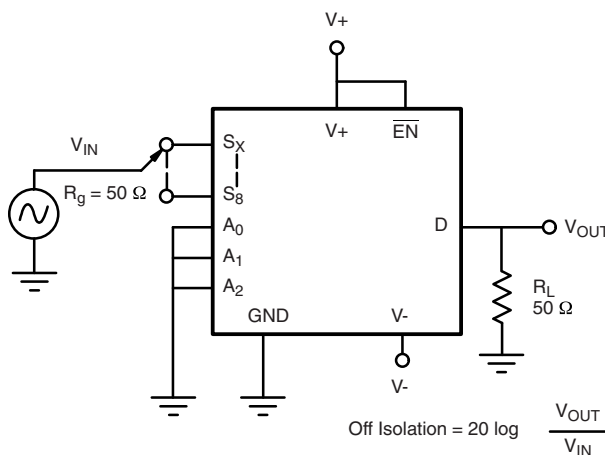 V+
V+
EN
VIN
SX
Rg = 50 Ω
S8
A0
D
VOUT
A1
A2
RL
50 Ω
GND
V-
V-
Off Isolation = 20 log VOUT
VIN